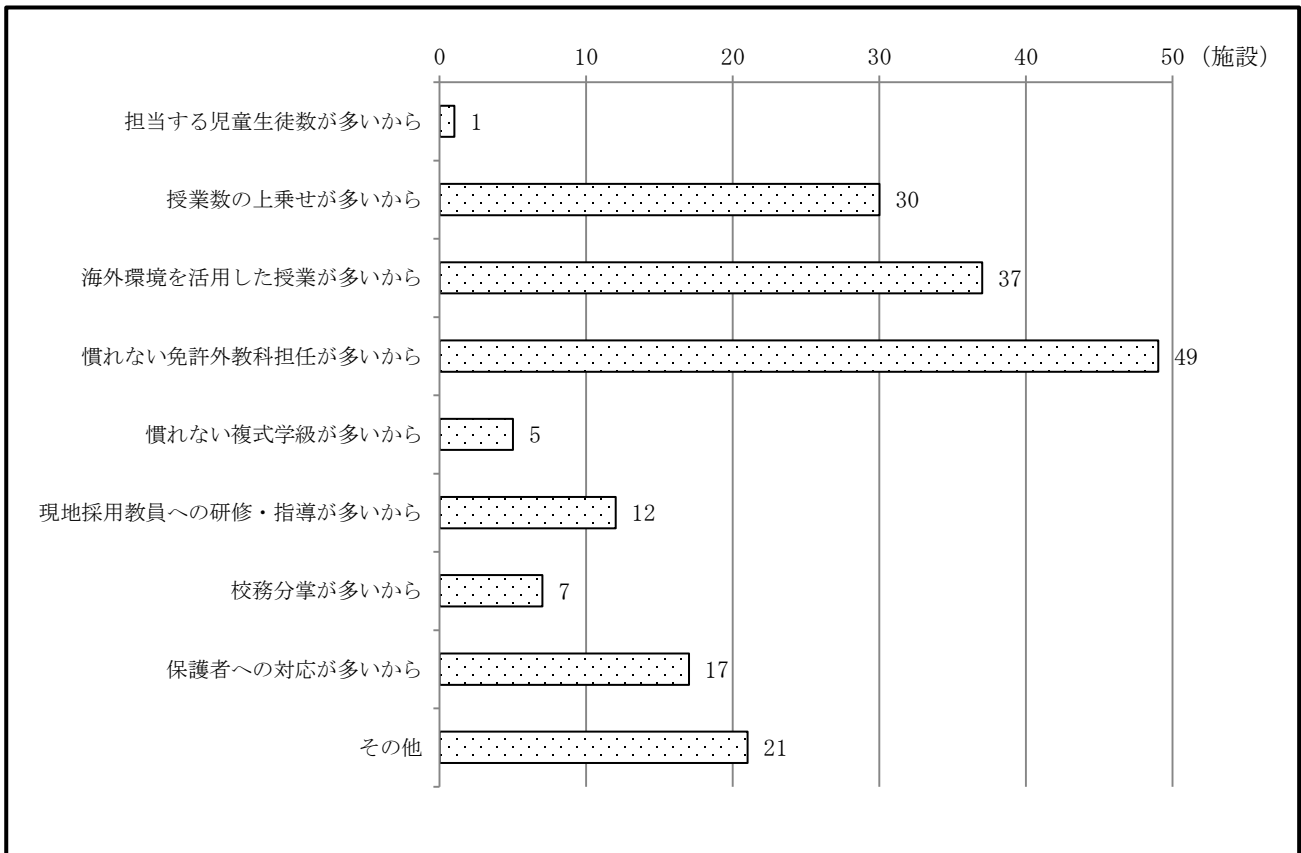 0 10 20 30 40 50 （施設）
担当する児童生徒数が多いから 1
授業数の上乗せが多いから 30
海外環境を活用した授業が多いから 37
慣れない免許外教科担任が多いから 49
慣れない複式学級が多いから 5
現地採用教員への研修・指導が多いから 12
校務分掌が多いから 7
保護者への対応が多いから 17
その他 21